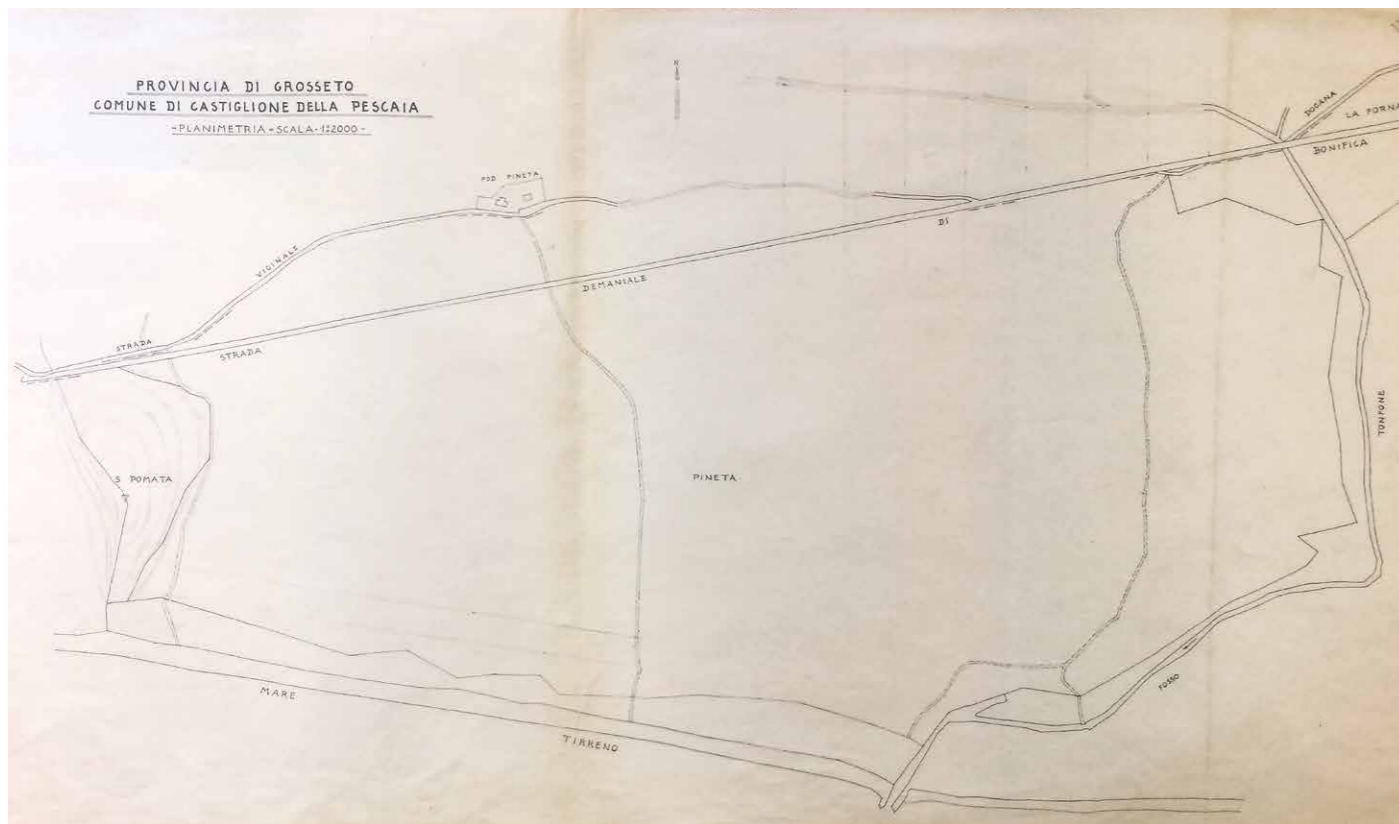 PROVINCIA DI GROSSETO
COMUNE DI CASTIGLIONE DELLA PESCAIA
-PLANIMETRIA-SCALA-1:2000-
N
DOGANA
LA FORNA
BONIFICA
POD PINETA
DI
VICINALE
DEMANIALE
STRADA
STRADA
TONFONE
S POMATA
PINETA
FOSSO
MARE
TIRRENO